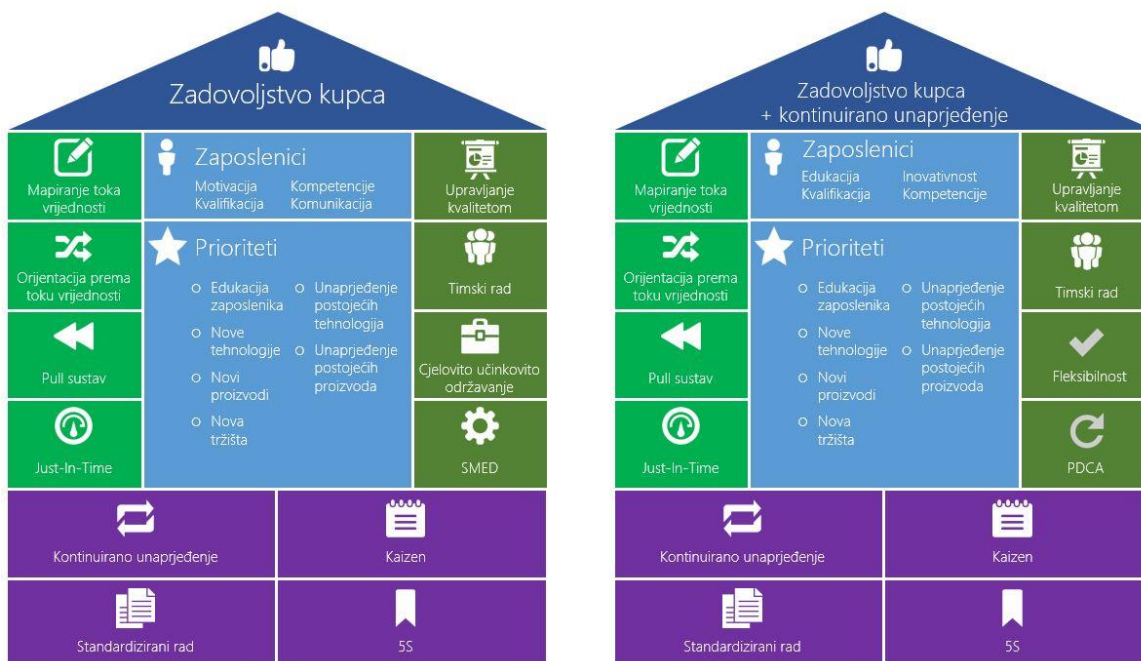 Zadovoljstvo kupca
Mapiranje toka
vrijednosti
Zaposlenici
Motivacija
Kompetencije
Kvalifikacija
Komunikacija
Upravljanje
kvalitetom
Orijentacija prema
toku vrijednosti
Prioriteti
Edukacija
zaposlenika
Nove
tehnologije
Novi
proizvodi
Nova
tržišta
Unaprjeđenje
postojećih
tehnologija
Unaprjeđenje
postojećih
proizvoda
Timski rad
Pull sustav
Cjelovito učinkovito
održavanje
Just-In-Time
SMED
Kontinuirano unaprjeđenje
Kaizen
Standardizirani rad
5S
Zadovoljstvo kupca
+ kontinuirano unaprjeđenje
Mapiranje toka
vrijednosti
Zaposlenici
Edukacija
Inovativnost
Kvalifikacija
Kompetencije
Upravljanje
kvalitetom
Orijentacija prema
toku vrijednosti
Prioriteti
Edukacija
zaposlenika
Nove
tehnologije
Novi
proizvodi
Nova
tržišta
Unaprjeđenje
postojećih
tehnologija
Unaprjeđenje
postojećih
proizvoda
Timski rad
Pull sustav
Fleksibilnost
Just-In-Time
PDCA
Kontinuirano unaprjeđenje
Kaizen
Standardizirani rad
5S